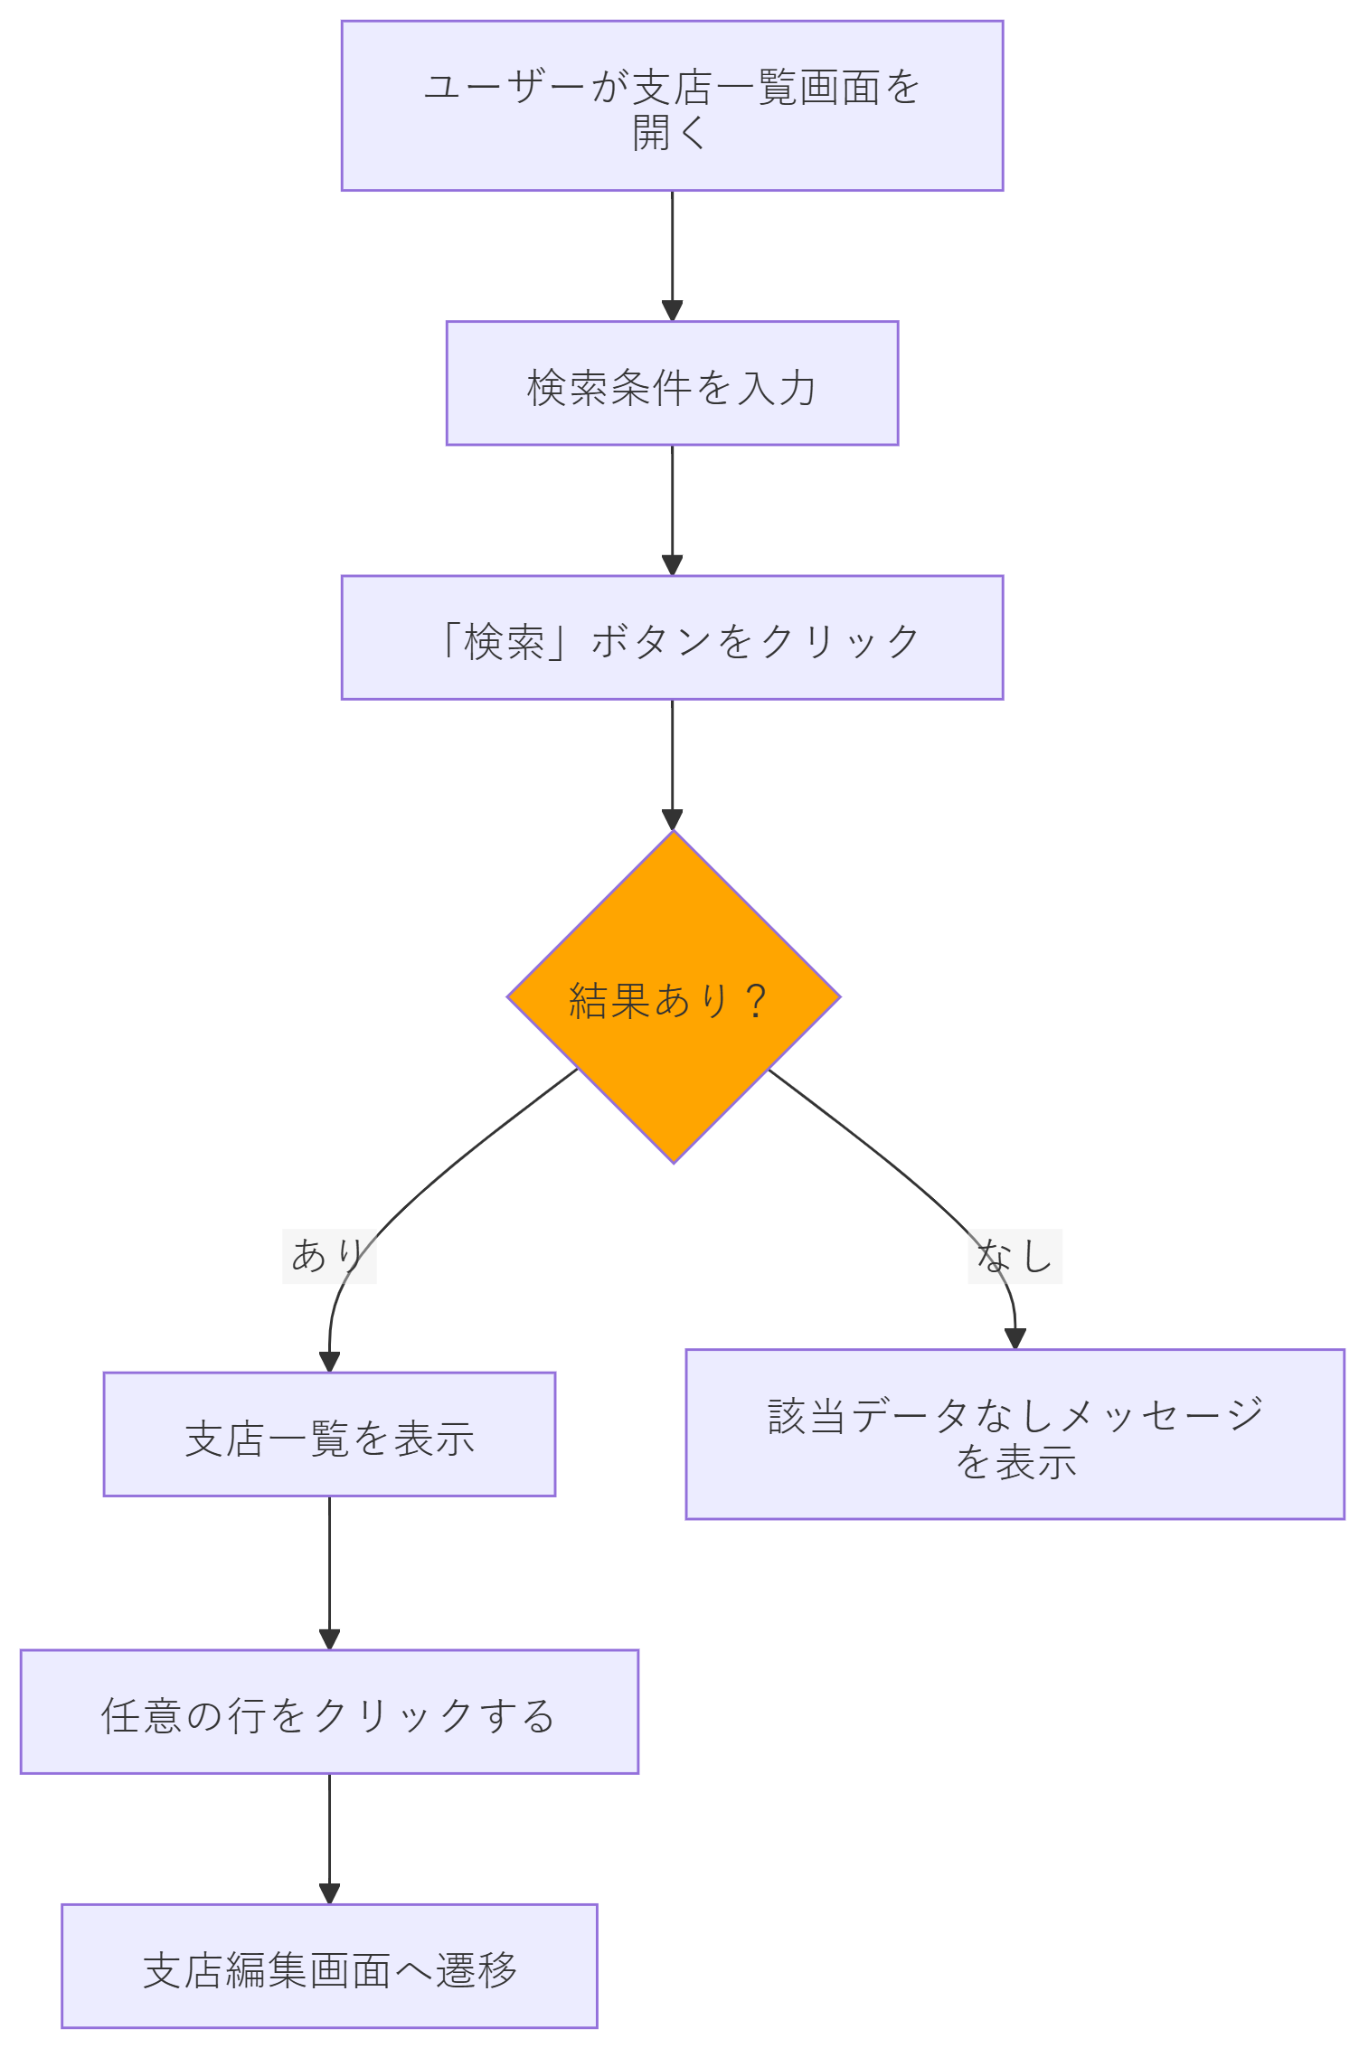 ユーザーが支店一覧画面を
開く
検索条件を入力
「検索」ボタンをクリック
結果あり？
あり
なし
支店一覧を表示
該当データなしメッセージ
を表示
任意の行をクリックする
支店編集画面へ遷移